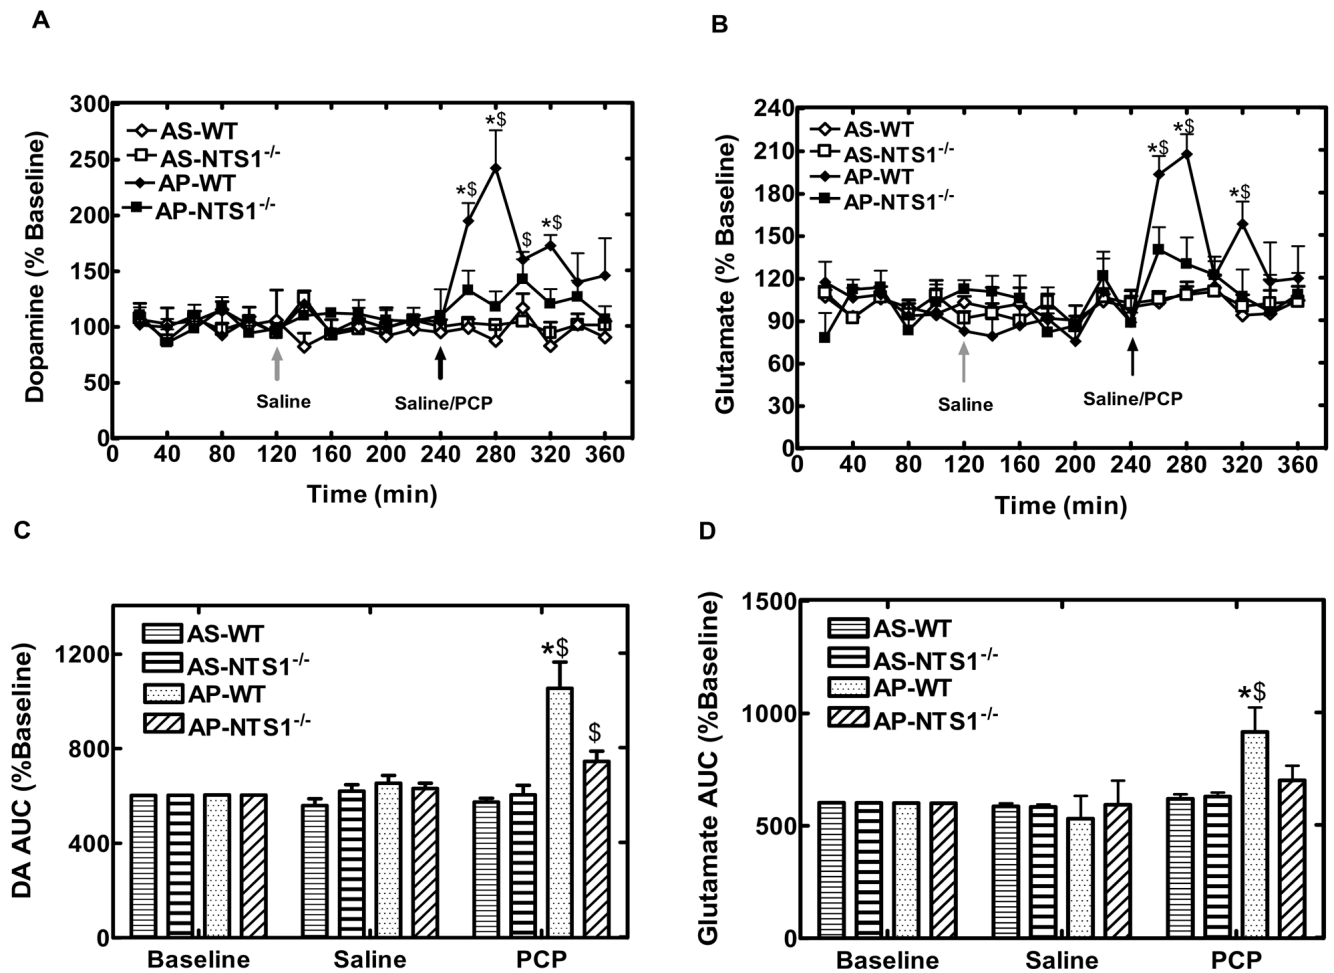 A
300
250
200
150
100
50
0
Dopamine (% Baseline)
AS-WT
AS-NTS1-/-
AP-WT
AP-NTS1-/-
*$
*$
$
*$
Saline
Saline/PCP
0 40 80 120 160 200 240 280 320 360
Time (min)
B
240
210
180
150
120
90
60
30
0
Glutamate (% Baseline)
AS-WT
AS-NTS1-/-
AP-WT
AP-NTS1-/-
*$
*$
*$
Saline
Saline/PCP
0 40 80 120 160 200 240 280 320 360
Time (min)
C
1200
800
400
0
DA AUC (%Baseline)
AS-WT
AS-NTS1-/-
AP-WT
AP-NTS1-/-
*$
$
Baseline Saline PCP
D
1500
1000
500
0
Glutamate AUC (%Baseline)
AS-WT
AS-NTS1-/-
AP-WT
AP-NTS1-/-
*$
Baseline Saline PCP